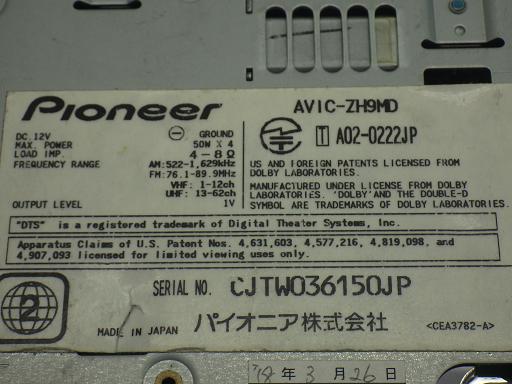 Pioneer
AVIC-ZH9MD
DC.12V
⊖ GROUND
MAX. POWER 50W X 4
LOAD IMP. 4-8Ω
FREQUENCY RANGE AM:522-1,629kHz
FM:76.1-89.9MHz
VHF: 1-12ch
UHF: 13-62ch
OUTPUT LEVEL 1V
T A02-0222JP
US AND FOREIGN PATENTS LICENSED FROM
DOLBY LABORATORIES.
MANUFACTURED UNDER LICENSE FROM DOLBY
LABORATORIES. 'DOLBY'AND THE DOUBLE-D
SYMBOL ARE TRADEMARKS OF DOLBY LABORATORIES.
"DTS" is a registered trademark of Digital Theater Systems, Inc.
Apparatus Claims of U.S. Patent Nos. 4,631,603, 4,577,216, 4,819,098, and
4,907,093 licensed for limited viewing uses only.
SERIAL NO. CJTW036150JP
2
MADE IN JAPAN パイオニア株式会社 <CEA3782-A>
年 3 月 26 日